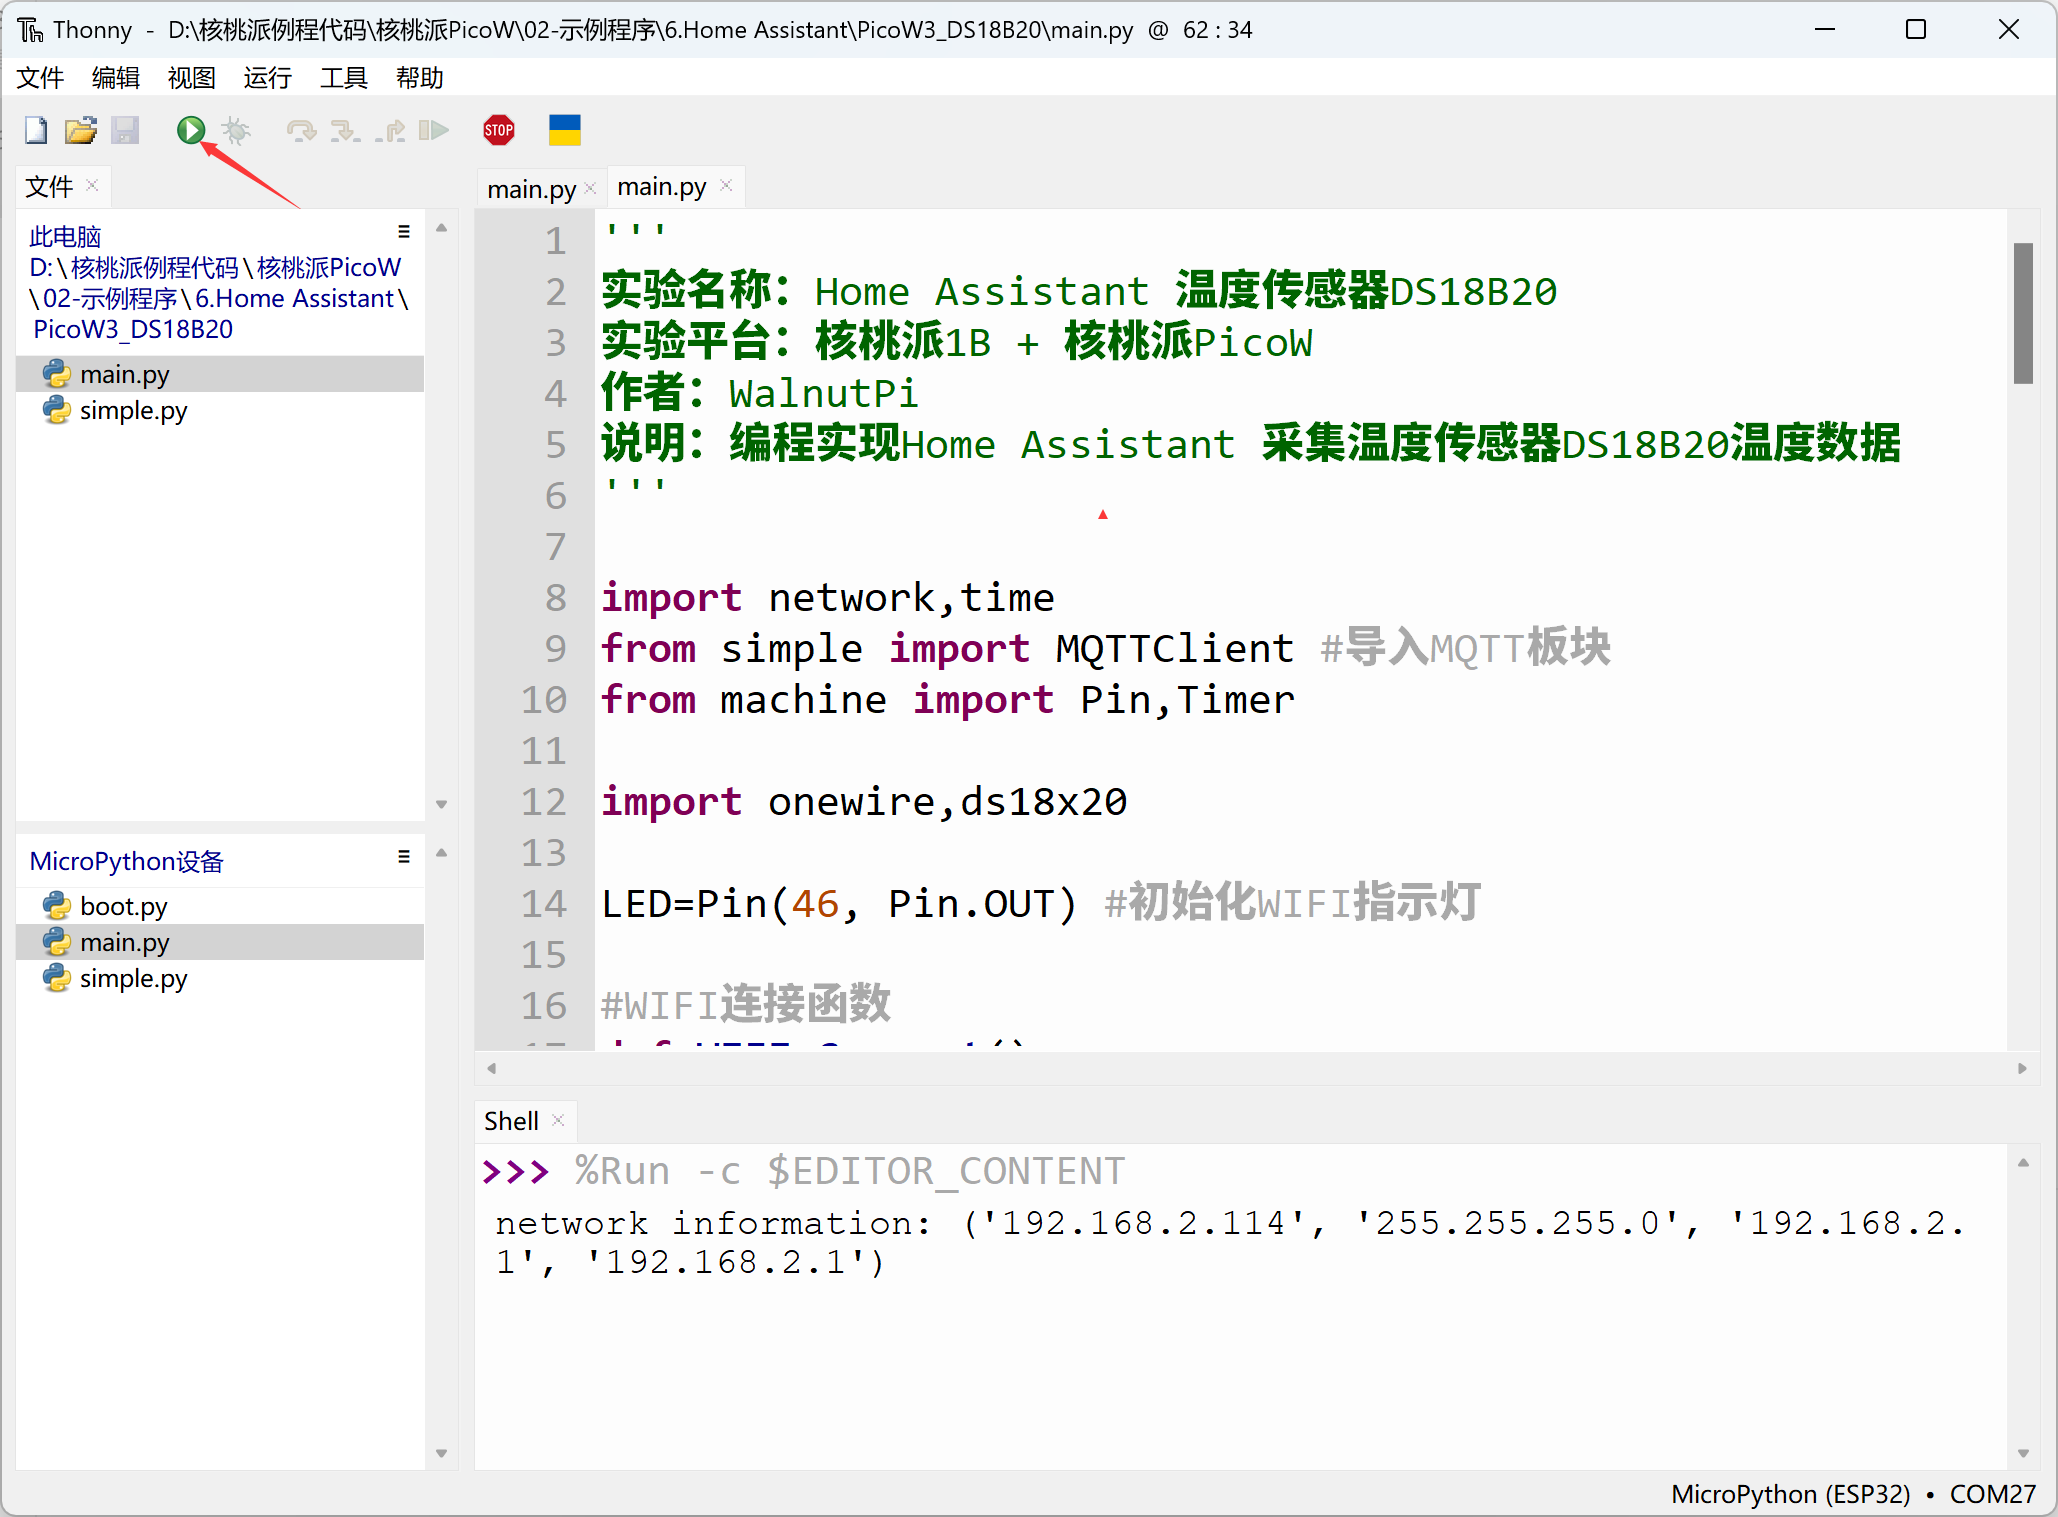 Thonny - D:\核桃派例程代码\核桃派PicoW\02-示例程序\6.Home Assistant\PicoW3_DS18B20\main.py @ 62 : 34
文件 编辑 视图 运行 工具 帮助
STOP
文件
此电脑
D:\核桃派例程代码\核桃派PicoW
\02-示例程序\6.Home Assistant\
PicoW3_DS18B20
main.py
simple.py
MicroPython设备
boot.py
main.py
simple.py
main.py main.py
1 '''
2 实验名称：Home Assistant 温度传感器DS18B20
3 实验平台：核桃派1B + 核桃派PicoW
4 作者：WalnutPi
5 说明：编程实现Home Assistant 采集温度传感器DS18B20温度数据
6 '''
7
8 import network,time
9 from simple import MQTTClient #导入MQTT板块
10 from machine import Pin,Timer
11
12 import onewire,ds18x20
13
14 LED=Pin(46, Pin.OUT) #初始化WIFI指示灯
15
16 #WIFI连接函数
Shell
>>> %Run -c $EDITOR_CONTENT
network information: ('192.168.2.114', '255.255.255.0', '192.168.2.
1', '192.168.2.1')
MicroPython (ESP32) • COM27